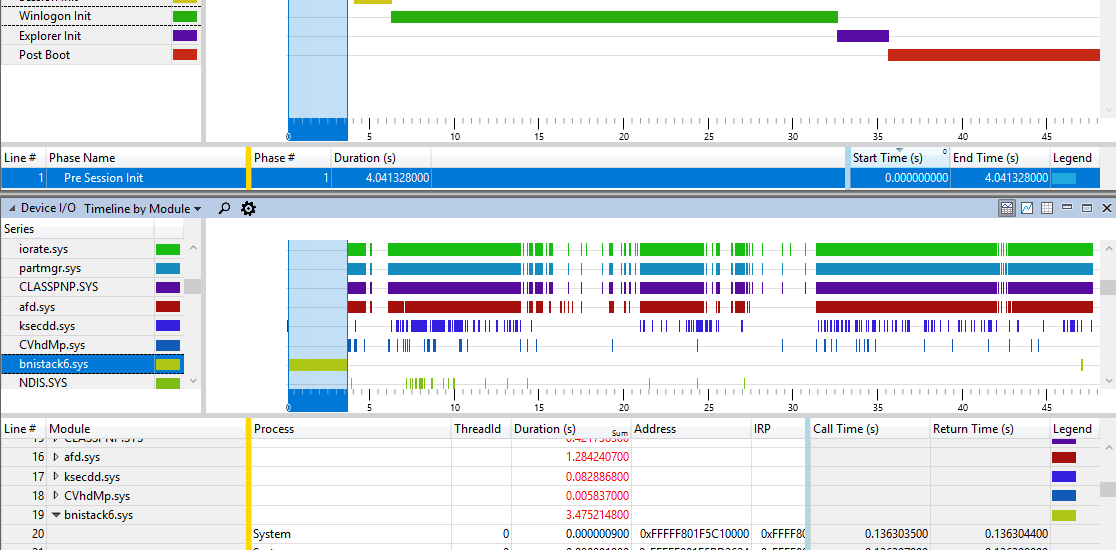 Winlogon Init
Explorer Init
Post Boot
0 5 10 15 20 25 30 35 40 45
Line # Phase Name Phase # Duration (s) Start Time (s) 0 End Time (s) Legend
1 Pre Session Init 1 4.041328000 0.000000000 4.041328000
Device I/O Timeline by Module
Series
iorate.sys
partmgr.sys
CLASSPNP.SYS
afd.sys
ksecdd.sys
CVhdMp.sys
bnistack6.sys
NDIS.SYS
0 5 10 15 20 25 30 35 40 45
Line # Module Process ThreadId Duration (s) Sum Address IRP Call Time (s) Return Time (s) Legend
CLASSPNP.SYS
16 afd.sys 1.284240700
17 ksecdd.sys 0.082886800
18 CVhdMp.sys 0.005837000
19 bnistack6.sys 3.475214800
20 System 0 0.000000900 0xFFFFF801F5C10000 0xFFFF80 0.136303500 0.136304400